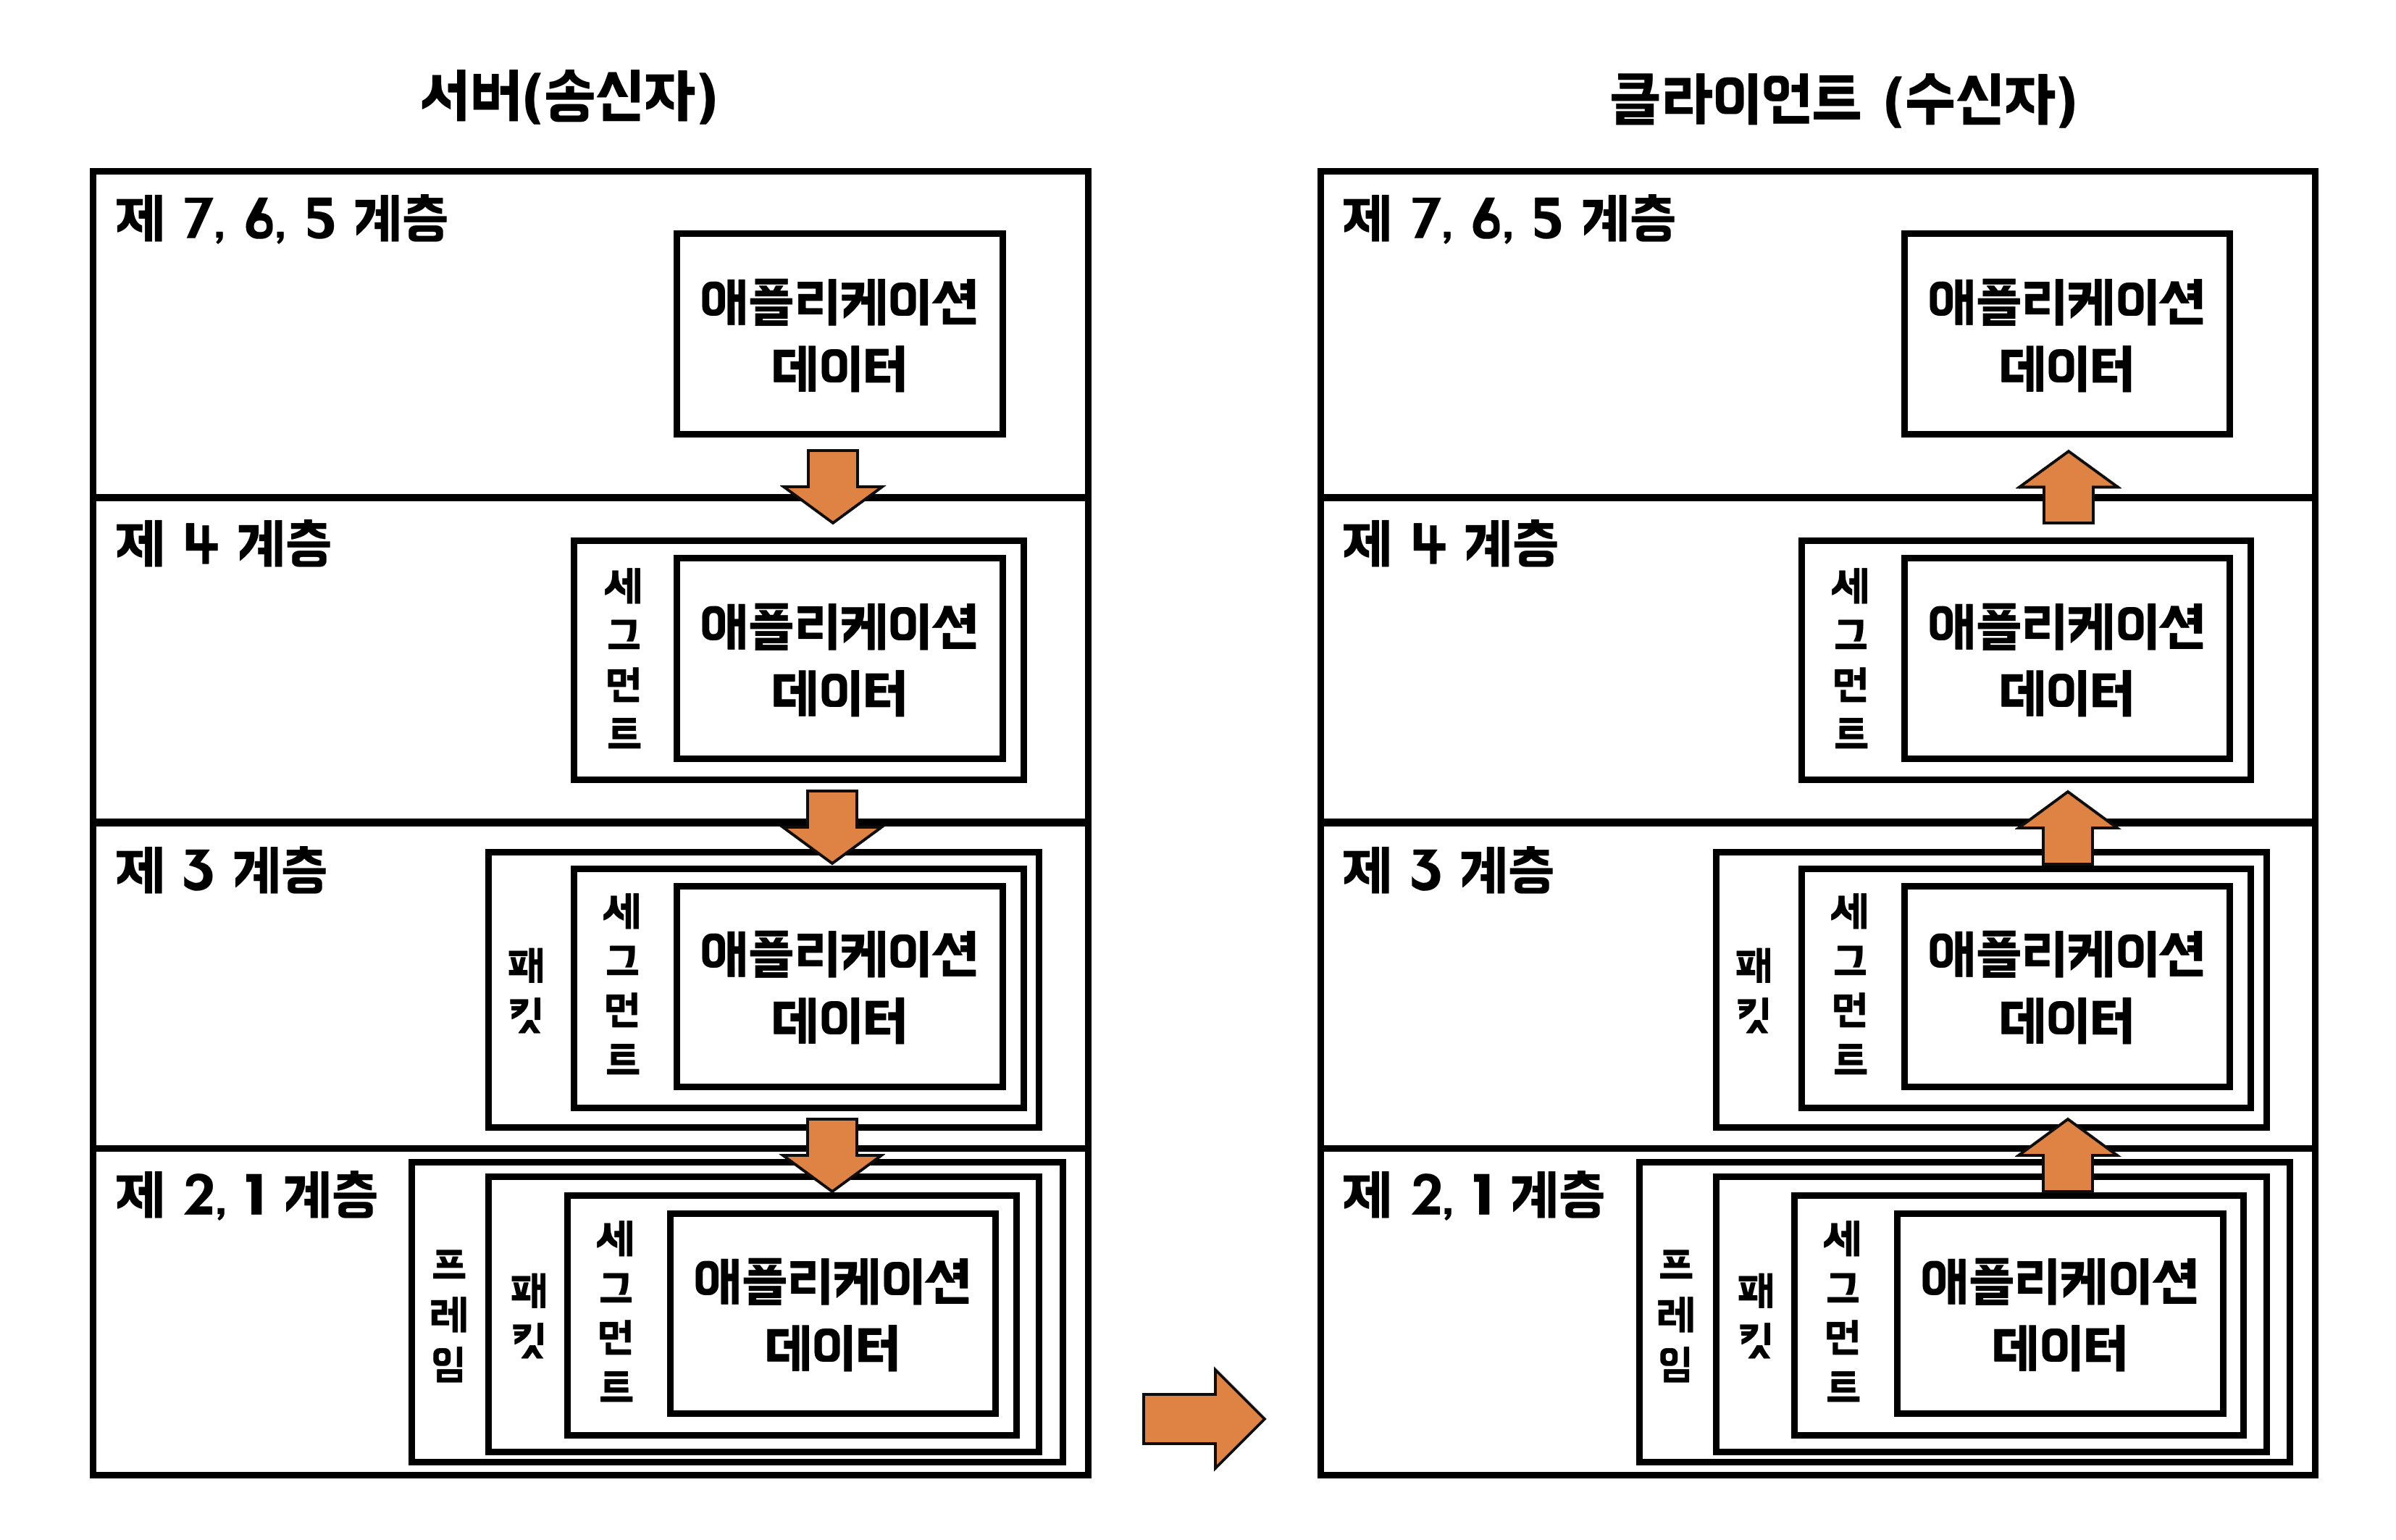 서버(송신자)
제 7, 6, 5 계층
애플리케이션
데이터
제 4 계층
세
그
먼
트
애플리케이션
데이터
제 3 계층
패
킷
세
그
먼
트
애플리케이션
데이터
제 2, 1 계층
프
레
임
패
킷
세
그
먼
트
애플리케이션
데이터
클라이언트 (수신자)
제 7, 6, 5 계층
애플리케이션
데이터
제 4 계층
세
그
먼
트
애플리케이션
데이터
제 3 계층
패
킷
세
그
먼
트
애플리케이션
데이터
제 2, 1 계층
프
레
임
패
킷
세
그
먼
트
애플리케이션
데이터